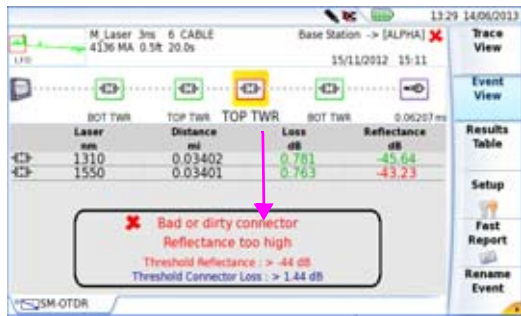 13:29 14/06/2013
M_Laser 3ns 6 CABLE Base Station -> [ALPHA]
4136 MA 0.5ft 20.0s
15/11/2012 15:11
LFD
BOT TWR TOP TWR TOP TWR BOT TWR 0.06207 mi
Laser Distance Loss Reflectance
nm mi dB dB
1310 0.03402 0.781 -45.64
1550 0.03401 0.763 -43.23
Bad or dirty connector
Reflectance too high
Threshold Reflectance : > -44 dB
Threshold Connector Loss : > 1.44 dB
SM-OTDR
Trace
View
Event
View
Results
Table
Setup
Fast
Report
Rename
Event